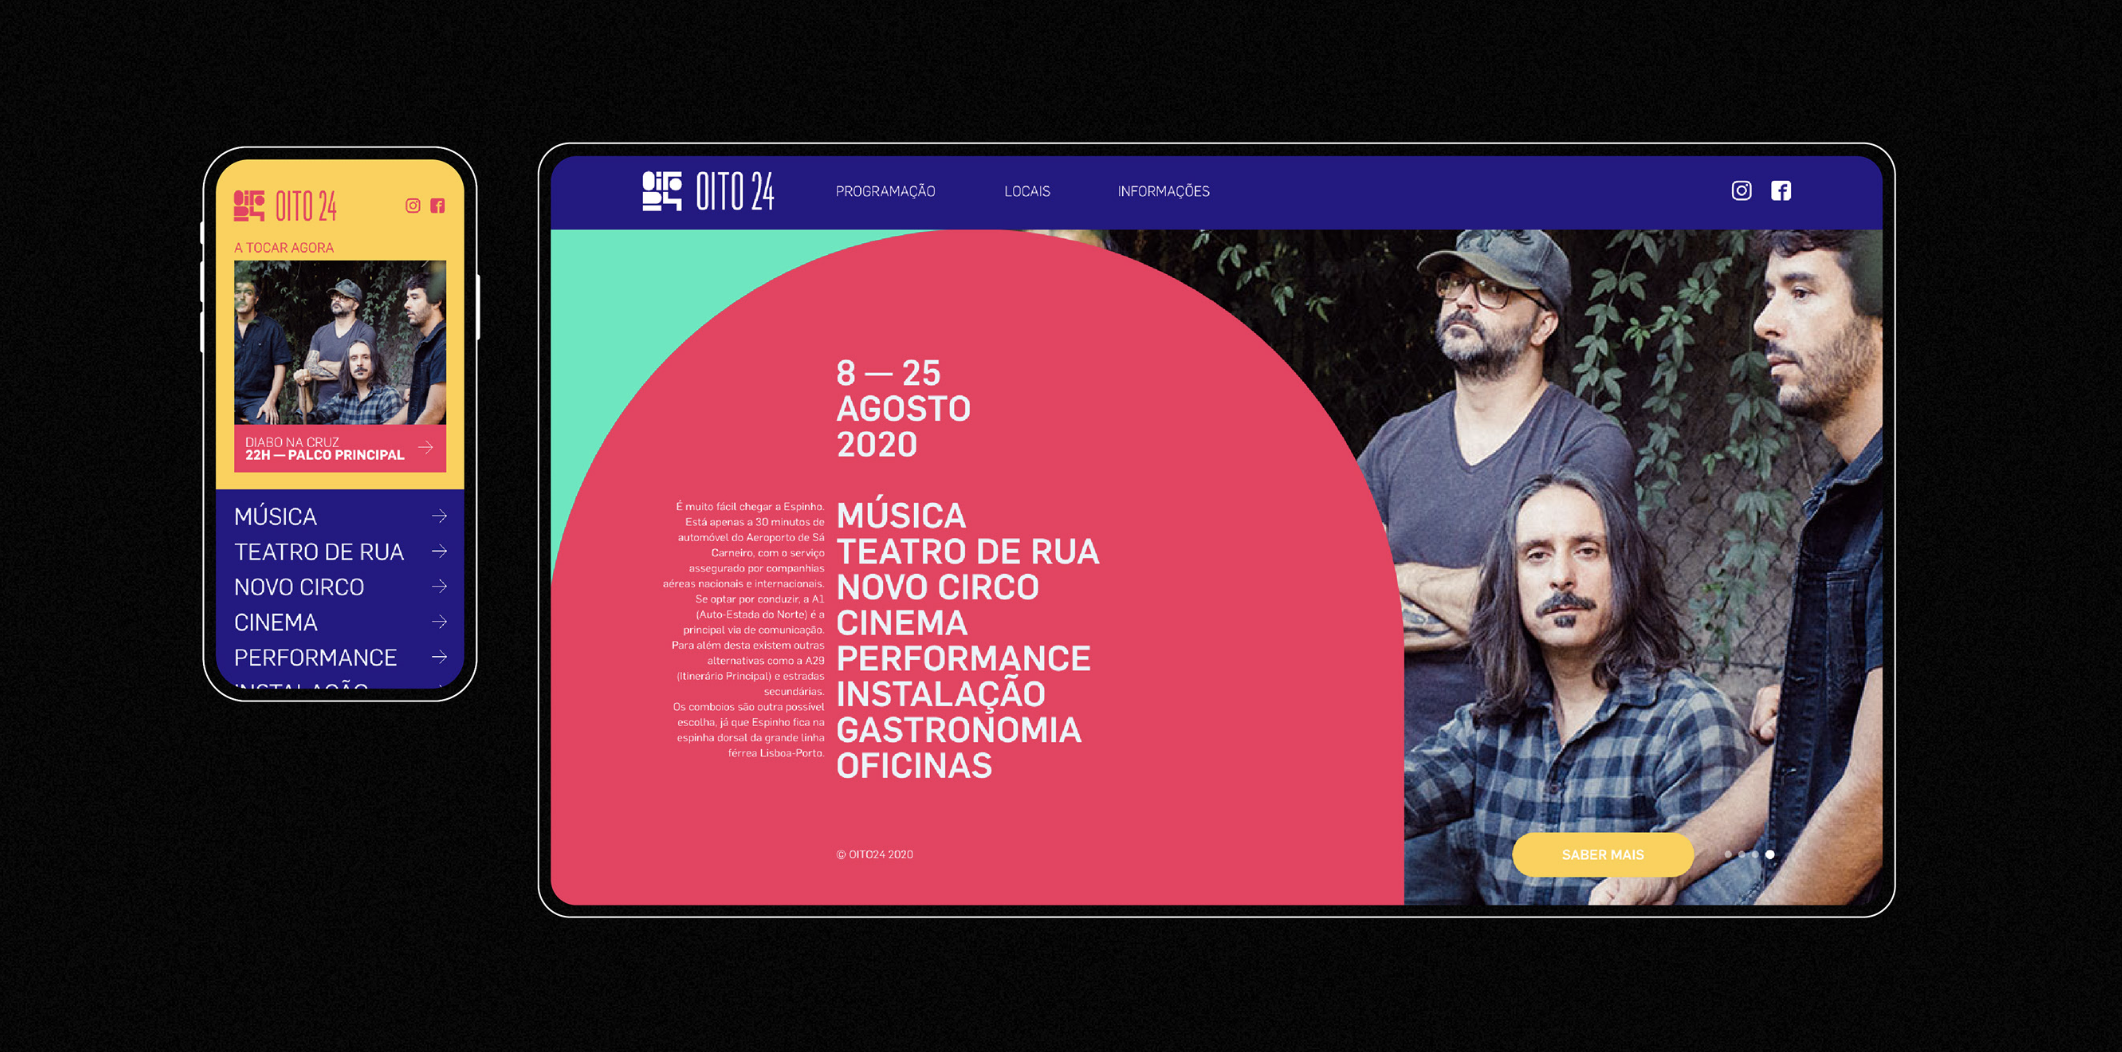 OITO 24
A TOCAR AGORA
DIABO NA CRUZ
22H — PALCO PRINCIPAL
MÚSICA
TEATRO DE RUA
NOVO CIRCO
CINEMA
PERFORMANCE
INSTALAÇÃO
OITO 24
PROGRAMAÇÃO
LOCAIS
INFORMAÇÕES
8 — 25
AGOSTO
2020
É muito fácil chegar a Espinho.
Está apenas a 30 minutos de
automóvel do Aeroporto de Sá
Carneiro, com o serviço
assegurado por companhias
aéreas nacionais e internacionais.
Se optar por conduzir, a A1
(Auto-Estada do Norte) é a
principal via de comunicação.
Para além desta existem outras
alternativas como a A29
(Itinerário Principal) e estradas
secundárias.
Os comboios são outra possível
escolha, já que Espinho fica na
espinha dorsal da grande linha
férrea Lisboa-Porto.
MÚSICA
TEATRO DE RUA
NOVO CIRCO
CINEMA
PERFORMANCE
INSTALAÇÃO
GASTRONOMIA
OFICINAS
© OITO24 2020
SABER MAIS